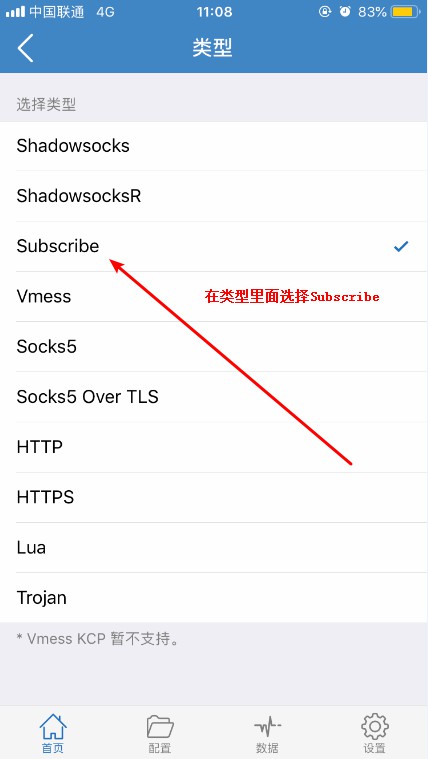 中国联通 4G 11:08 83%
类型
选择类型
Shadowsocks
ShadowsocksR
Subscribe
Vmess
在类型里面选择Subscribe
Socks5
Socks5 Over TLS
HTTP
HTTPS
Lua
Trojan
* Vmess KCP 暂不支持。
首页 配置 数据 设置